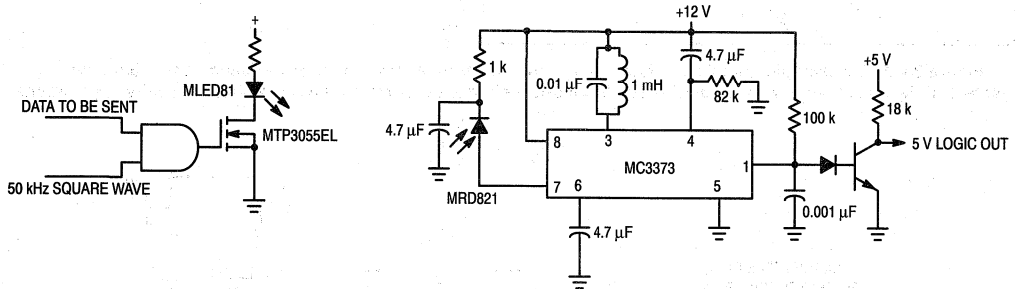 +
MLED81
DATA TO BE SENT
MTP3055EL
50 kHz SQUARE WAVE
+12 V
1 k
0.01 µF
1 mH
4.7 µF
82 k
100 k
+5 V
18 k
4.7 µF
5 V LOGIC OUT
8
3
4
MC3373
1
7
6
5
MRD821
0.001 µF
4.7 µF